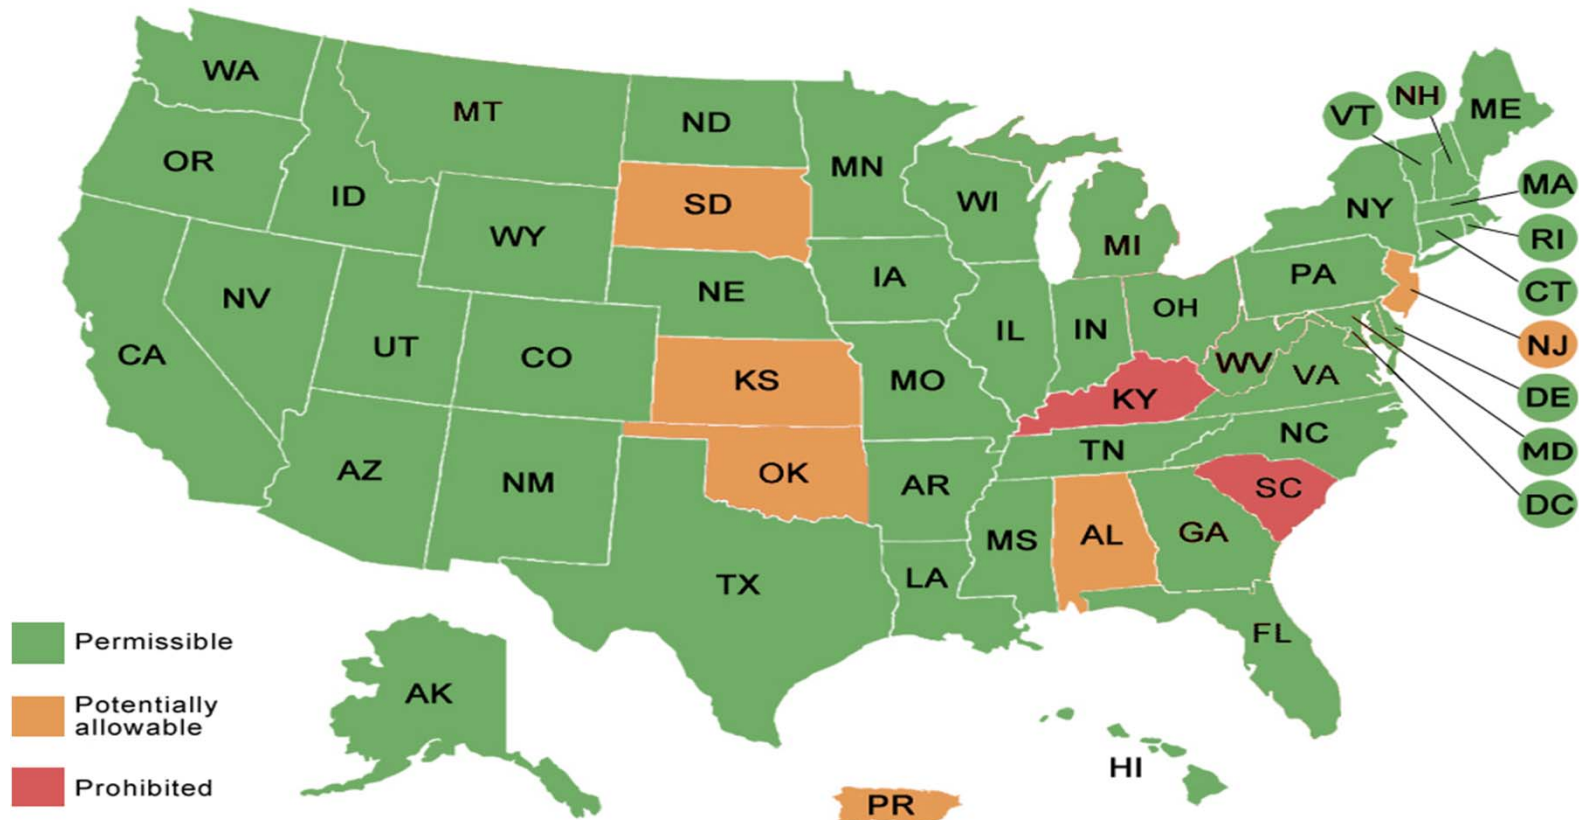 WA
MT
ND
MN
OR
ID
SD
WI
WY
MI
NY
VT
NH
ME
MA
RI
CT
NJ
DE
MD
DC
NV
NE
IA
PA
CA
UT
CO
KS
MO
IL
IN
OH
WV
VA
KY
NC
TN
AZ
NM
OK
AR
SC
MS
AL
GA
TX
LA
FL
AK
HI
PR
Permissible
Potentially
allowable
Prohibited